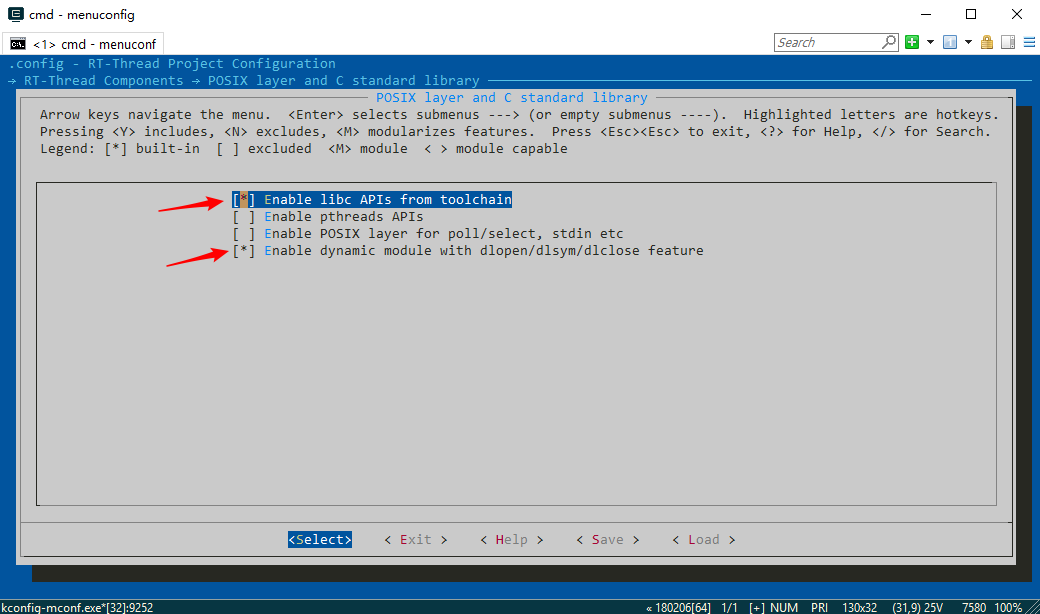 cmd - menuconfig
<1> cmd - menuconf
Search
.config - RT-Thread Project Configuration
→ RT-Thread Components → POSIX layer and C standard library
POSIX layer and C standard library
Arrow keys navigate the menu.  <Enter> selects submenus ---> (or empty submenus ----).  Highlighted letters are hotkeys.
Pressing <Y> includes, <N> excludes, <M> modularizes features.  Press <Esc><Esc> to exit, <?> for Help, </> for Search.
Legend: [*] built-in  [ ] excluded  <M> module  < > module capable
[*] Enable libc APIs from toolchain
[ ] Enable pthreads APIs
[ ] Enable POSIX layer for poll/select, stdin etc
[*] Enable dynamic module with dlopen/dlsym/dlclose feature
<Select>    < Exit >    < Help >    < Save >    < Load >
kconfig-mconf.exe*[32]:9252 « 180206[64] 1/1 [+] NUM PRI 130x32 (31,9) 25V 7580 100%